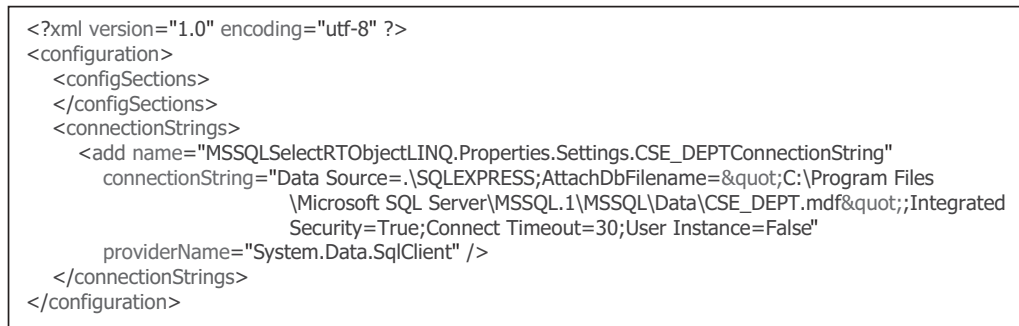 <?xml version="1.0" encoding="utf-8" ?>
<configuration>
<configSections>
</configSections>
<connectionStrings>
<add name="MSSQLSelectRTObjectLINQ.Properties.Settings.CSE_DEPTConnectionString"
connectionString="Data Source=.\SQLEXPRESS;AttachDbFilename=&quot;C:\Program Files
\Microsoft SQL Server\MSSQL.1\MSSQL\Data\CSE_DEPT.mdf&quot;;Integrated
Security=True;Connect Timeout=30;User Instance=False"
providerName="System.Data.SqlClient" />
</connectionStrings>
</configuration>